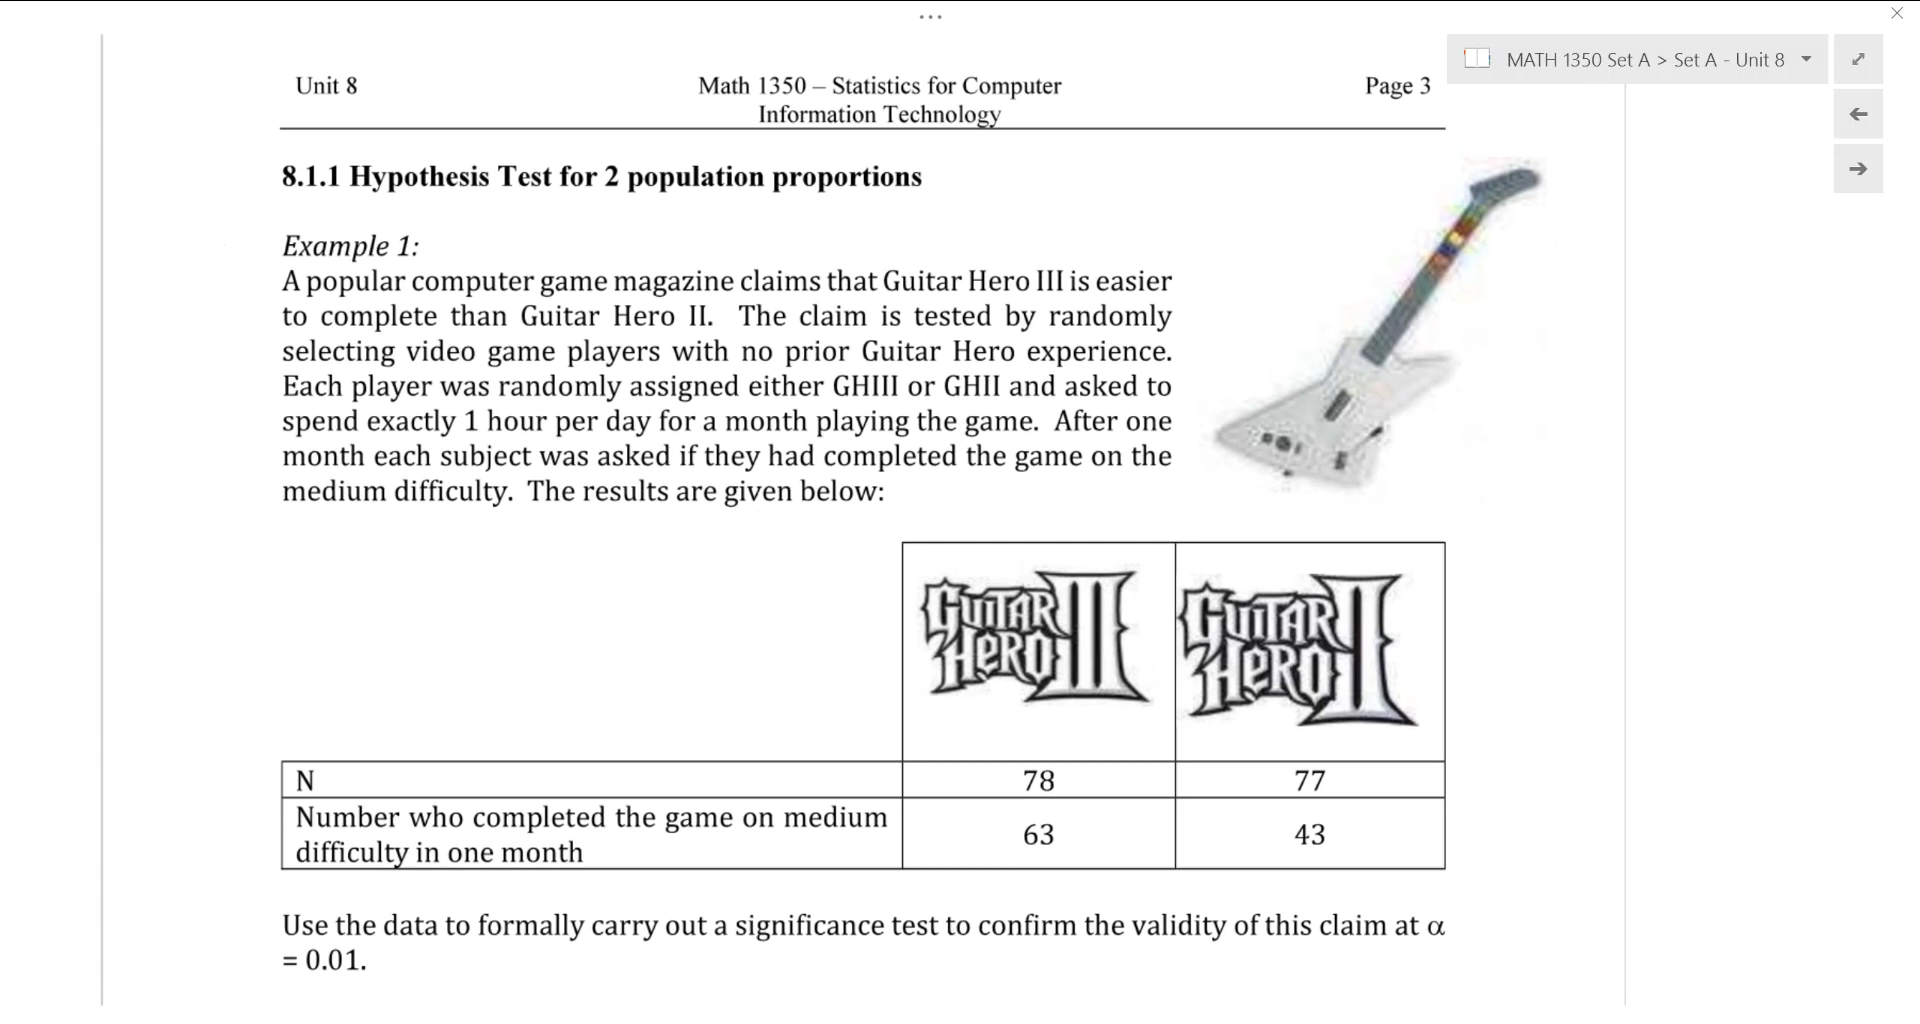 ...
MATH 1350 Set A > Set A - Unit 8
Unit 8
Math 1350 – Statistics for Computer
Information Technology
Page 3
8.1.1 Hypothesis Test for 2 population proportions
Example 1:
A popular computer game magazine claims that Guitar Hero III is easier
to complete than Guitar Hero II. The claim is tested by randomly
selecting video game players with no prior Guitar Hero experience.
Each player was randomly assigned either GHIII or GHII and asked to
spend exactly 1 hour per day for a month playing the game. After one
month each subject was asked if they had completed the game on the
medium difficulty. The results are given below:
GUITAR HERO III
GUITAR HERO II
N 78 77
Number who completed the game on medium
difficulty in one month 63 43
Use the data to formally carry out a significance test to confirm the validity of this claim at α
= 0.01.